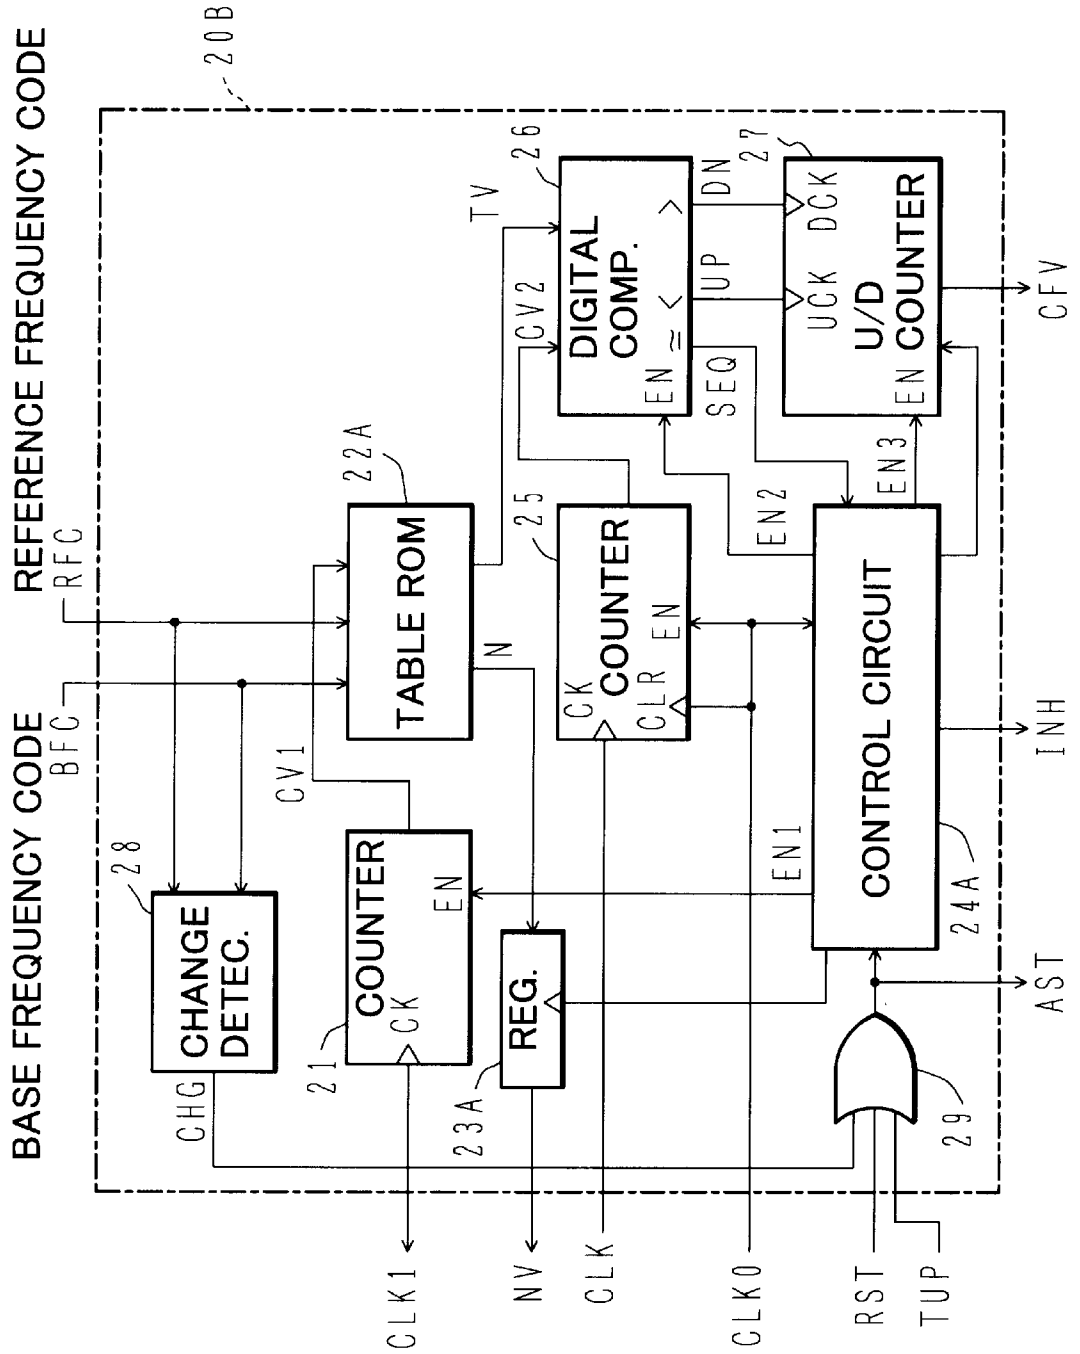 BASE FREQUENCY CODE
REFERENCE FREQUENCY CODE
BFC
RFC
20B
28
CHANGE
DETEC.
CHG
21
COUNTER
CK
EN
CV1
22A
TABLE ROM
N
TV
23A
REG.
25
CK
COUNTER
CLR
EN
CV2
26
DIGITAL
COMP.
EN
≃
<
>
SEQ
UP
DN
27
UCK
DCK
U/D
COUNTER
EN
EN1
EN2
EN3
CONTROL CIRCUIT
24A
29
CLK1
NV
CLK
CLK0
RST
TUP
AST
INH
CFV